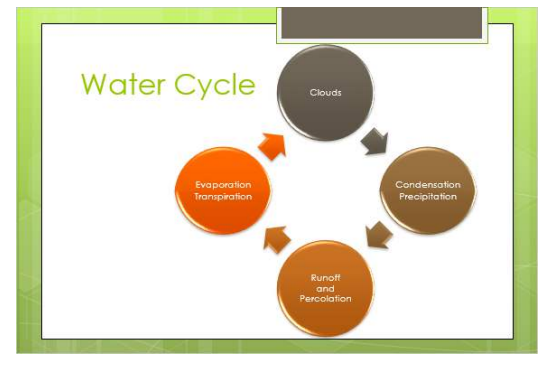 Water Cycle
Clouds
Condensation
Precipitation
Runoff
and
Percolation
Evaporation
Transpiration